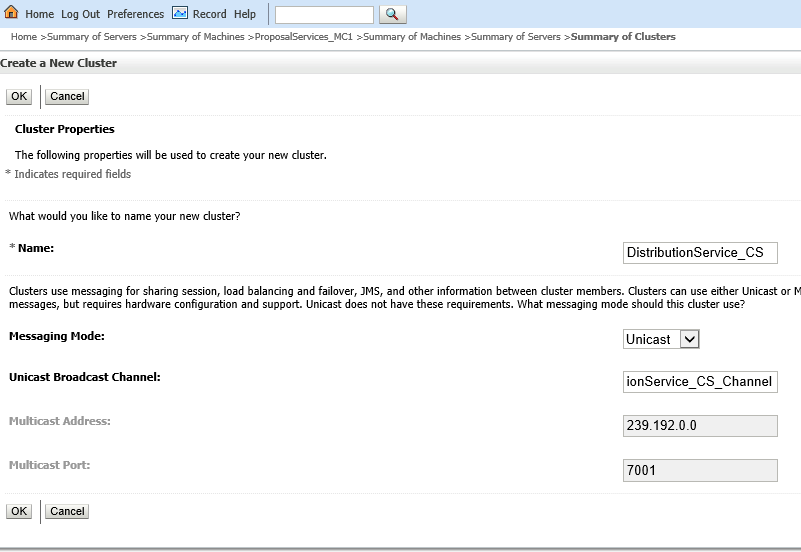 Home Log Out Preferences Record Help
Home >Summary of Servers >Summary of Machines >ProposalServices_MC1 >Summary of Machines >Summary of Servers >Summary of Clusters
Create a New Cluster
OK Cancel
Cluster Properties
The following properties will be used to create your new cluster.
* Indicates required fields
What would you like to name your new cluster?
* Name: DistributionService_CS
Clusters use messaging for sharing session, load balancing and failover, JMS, and other information between cluster members. Clusters can use either Unicast or M
messages, but requires hardware configuration and support. Unicast does not have these requirements. What messaging mode should this cluster use?
Messaging Mode: Unicast
Unicast Broadcast Channel: ionService_CS_Channel
Multicast Address: 239.192.0.0
Multicast Port: 7001
OK Cancel